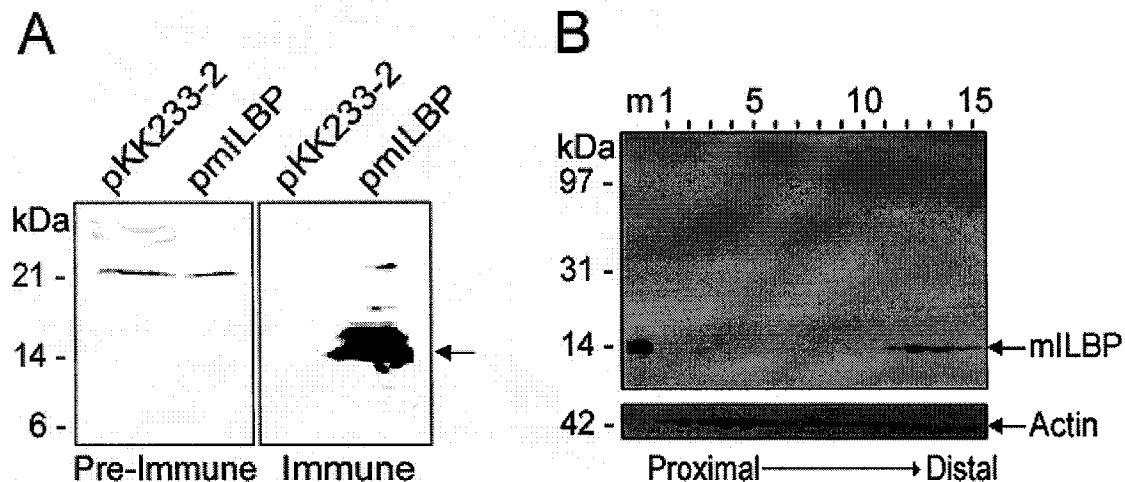 A
pKK233-2
pmILBP
pKK233-2
pmILBP
kDa
21 -
14 -
6 -
Pre-Immune
Immune
B
m 1 5 10 15
kDa
97 -
31 -
14 -
mILBP
42 -
Actin
Proximal
Distal